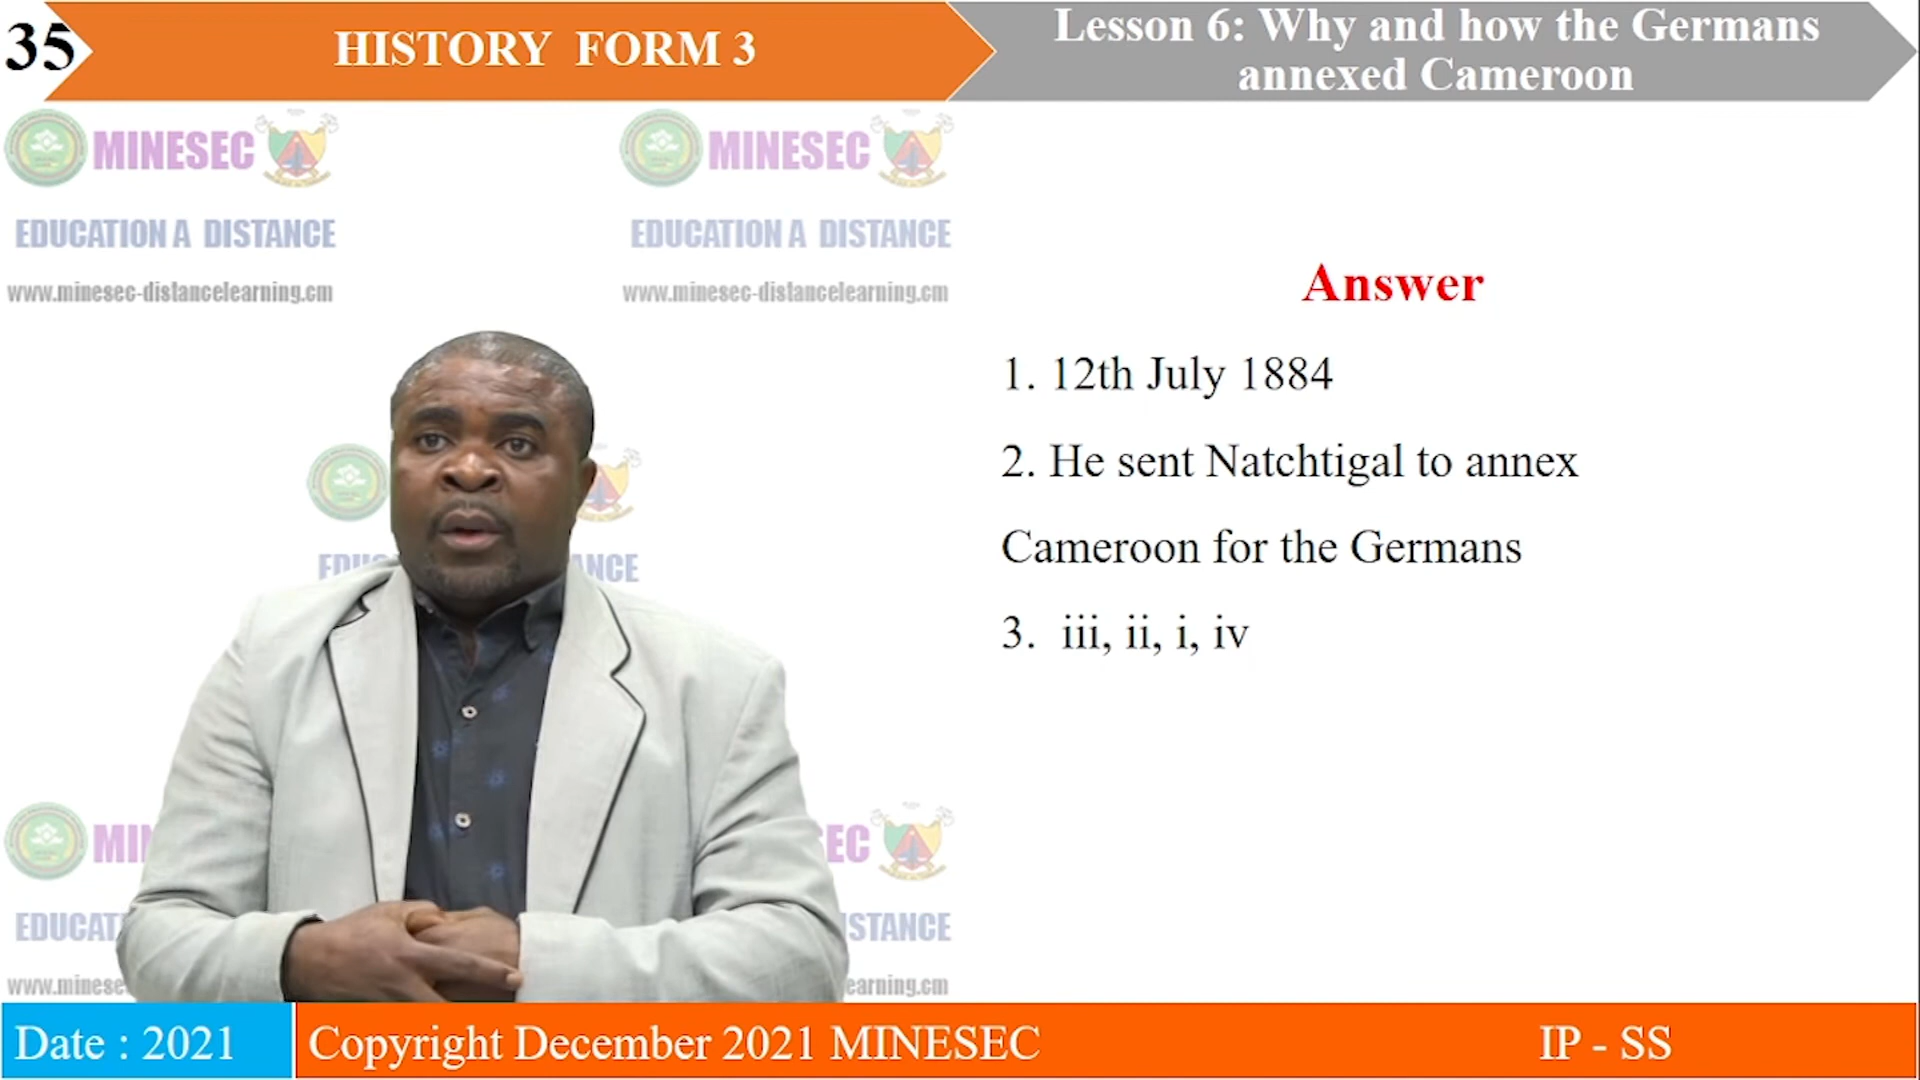 35
HISTORY FORM 3
Lesson 6: Why and how the Germans
annexed Cameroon
MINESEC
MINESEC
EDUCATION A DISTANCE
EDUCATION A DISTANCE
www.minesec-distancelearning.cm
www.minesec-distancelearning.cm
Answer
1. 12th July 1884
2. He sent Natchtigal to annex
Cameroon for the Germans
3. iii, ii, i, iv
Date : 2021
Copyright December 2021 MINESEC
IP - SS